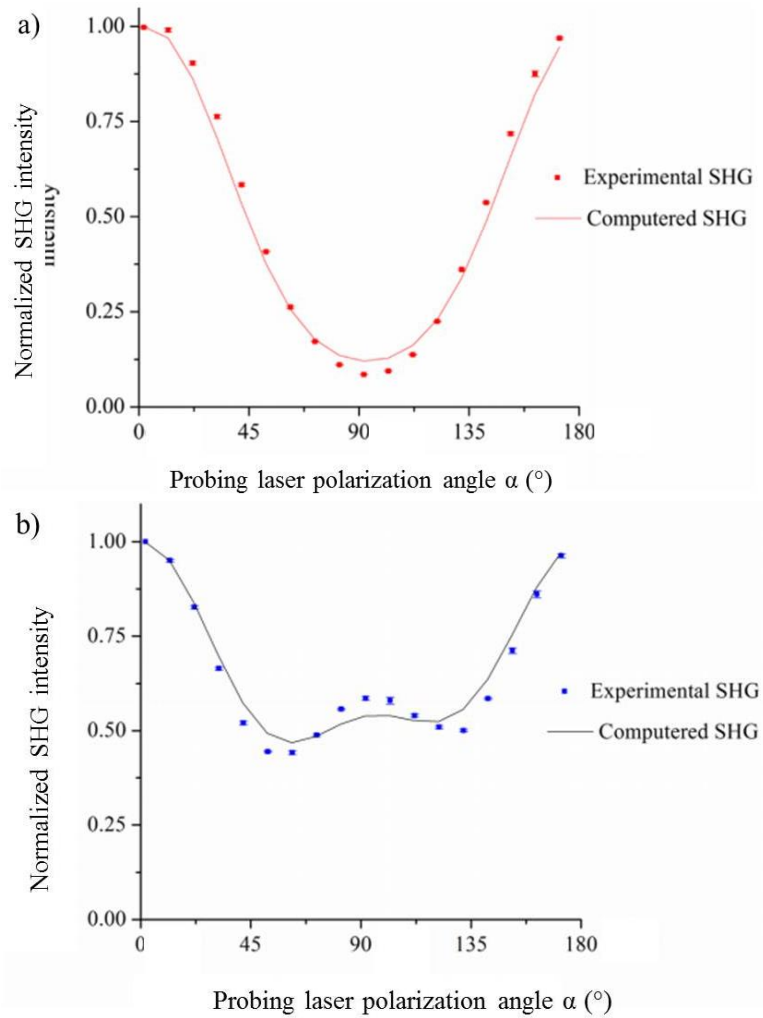 a)
1.00
0.75
0.50
0.25
0.00
0
45
90
135
180
Normalized SHG intensity
intensity
Experimental SHG
Computered SHG
Probing laser polarization angle α (°)
b)
1.00
0.75
0.50
0.25
0.00
0
45
90
135
180
Normalized SHG intensity
Experimental SHG
Computered SHG
Probing laser polarization angle α (°)